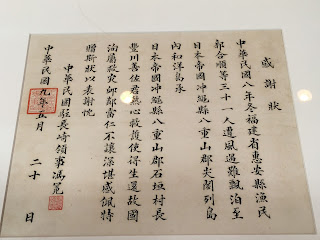 感謝狀
中華民國八年冬福建省惠安縣漁民
郭合順等三十一人遭風遇難飄泊至
日本帝國沖繩縣八重山郡尖閣列島
內和洋島承
日本帝國沖繩縣八重山郡石垣村長
豐川善佐君熱心救護使得生還故國
洵屬救災恤鄰當仁不讓深堪感佩特
贈斯狀以表謝忱
中華民國駐長崎領事馮冕
中華民國九年五月二十日